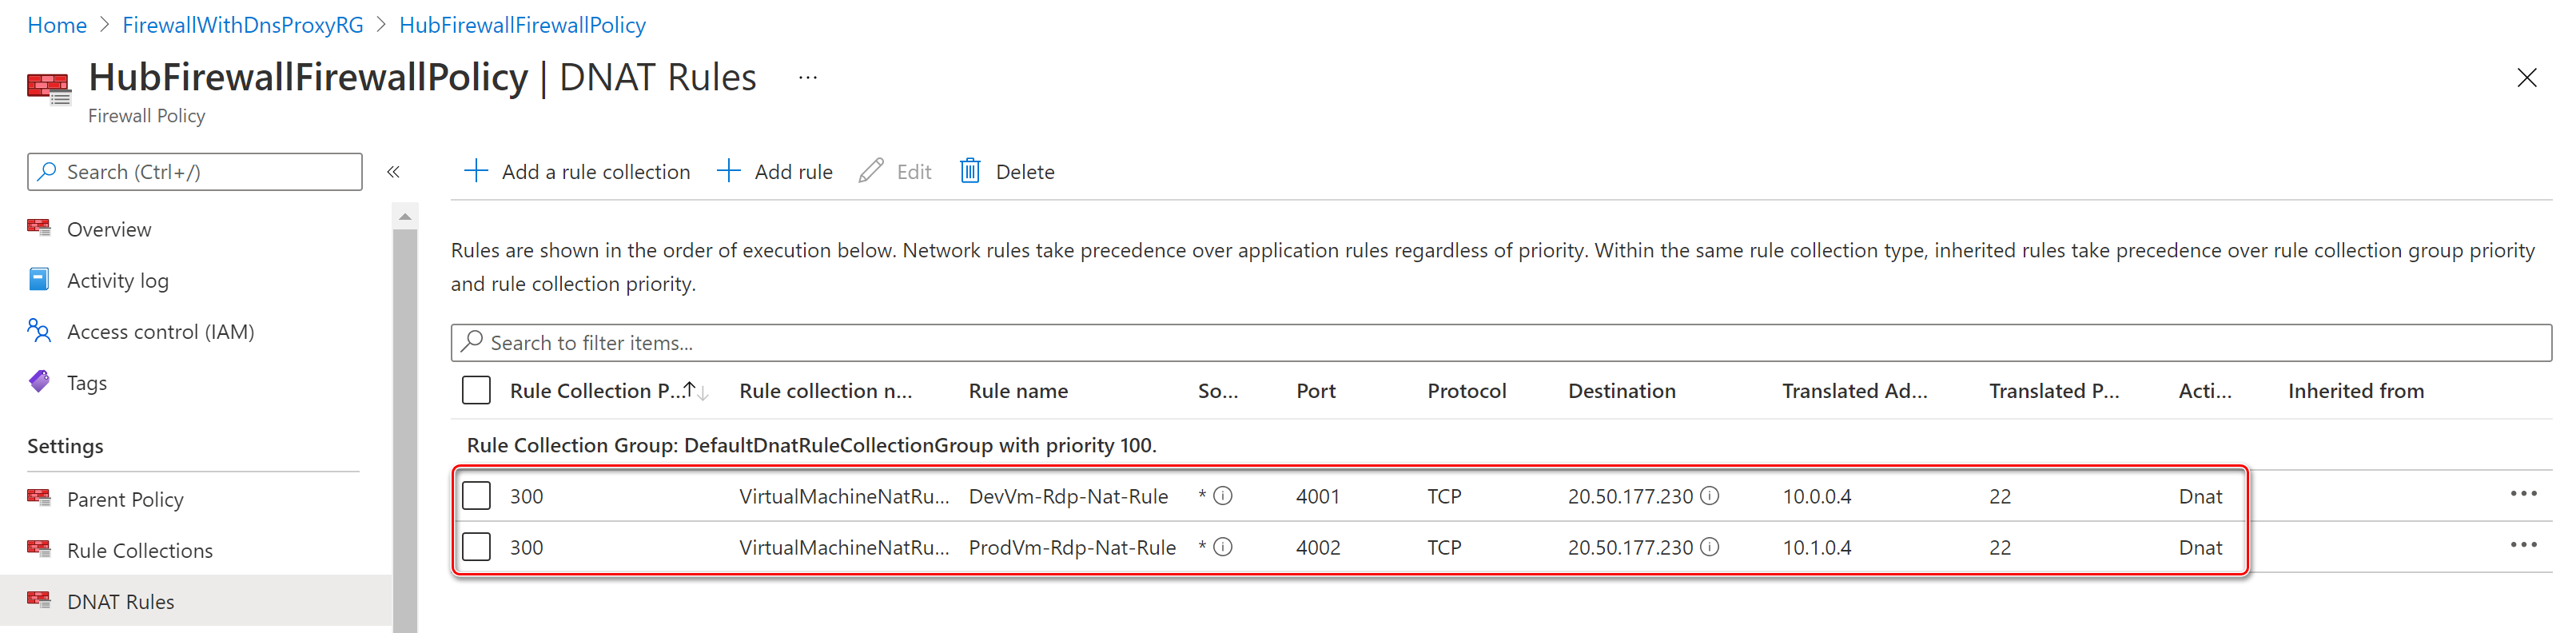 Home > FirewallWithDnsProxyRG > HubFirewallFirewallPolicy
HubFirewallFirewallPolicy | DNAT Rules ...
Firewall Policy
Search (Ctrl+/) «
Add a rule collection Add rule Edit Delete
Overview
Activity log
Access control (IAM)
Tags
Settings
Parent Policy
Rule Collections
DNAT Rules
Rules are shown in the order of execution below. Network rules take precedence over application rules regardless of priority. Within the same rule collection type, inherited rules take precedence over rule collection group priority
and rule collection priority.
Search to filter items...
Rule Collection P...↑↓ Rule collection n... Rule name So... Port Protocol Destination Translated Ad... Translated P... Acti... Inherited from
Rule Collection Group: DefaultDnatRuleCollectionGroup with priority 100.
300 VirtualMachineNatRu... DevVm-Rdp-Nat-Rule * 4001 TCP 20.50.177.230 10.0.0.4 22 Dnat
300 VirtualMachineNatRu... ProdVm-Rdp-Nat-Rule * 4002 TCP 20.50.177.230 10.1.0.4 22 Dnat